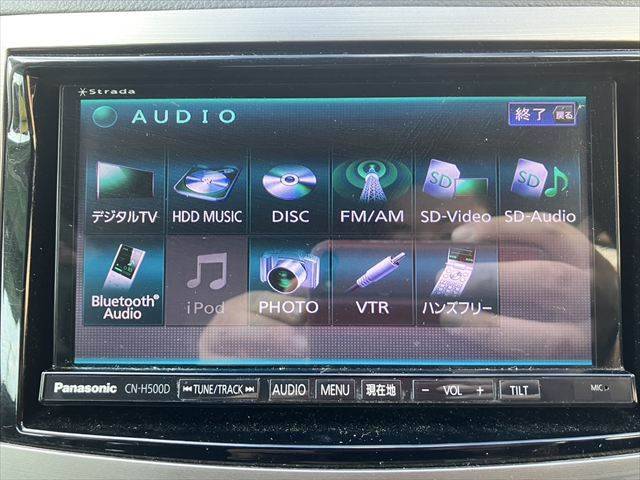 Strada
AUDIO
終了 戻る
デジタルTV HDD MUSIC DISC FM/AM SD-Video SD-Audio
SD SD
Bluetooth® Audio iPod PHOTO VTR ハンズフリー
Panasonic CN-H500D TUNE/TRACK AUDIO MENU 現在地 − VOL + TILT MIC